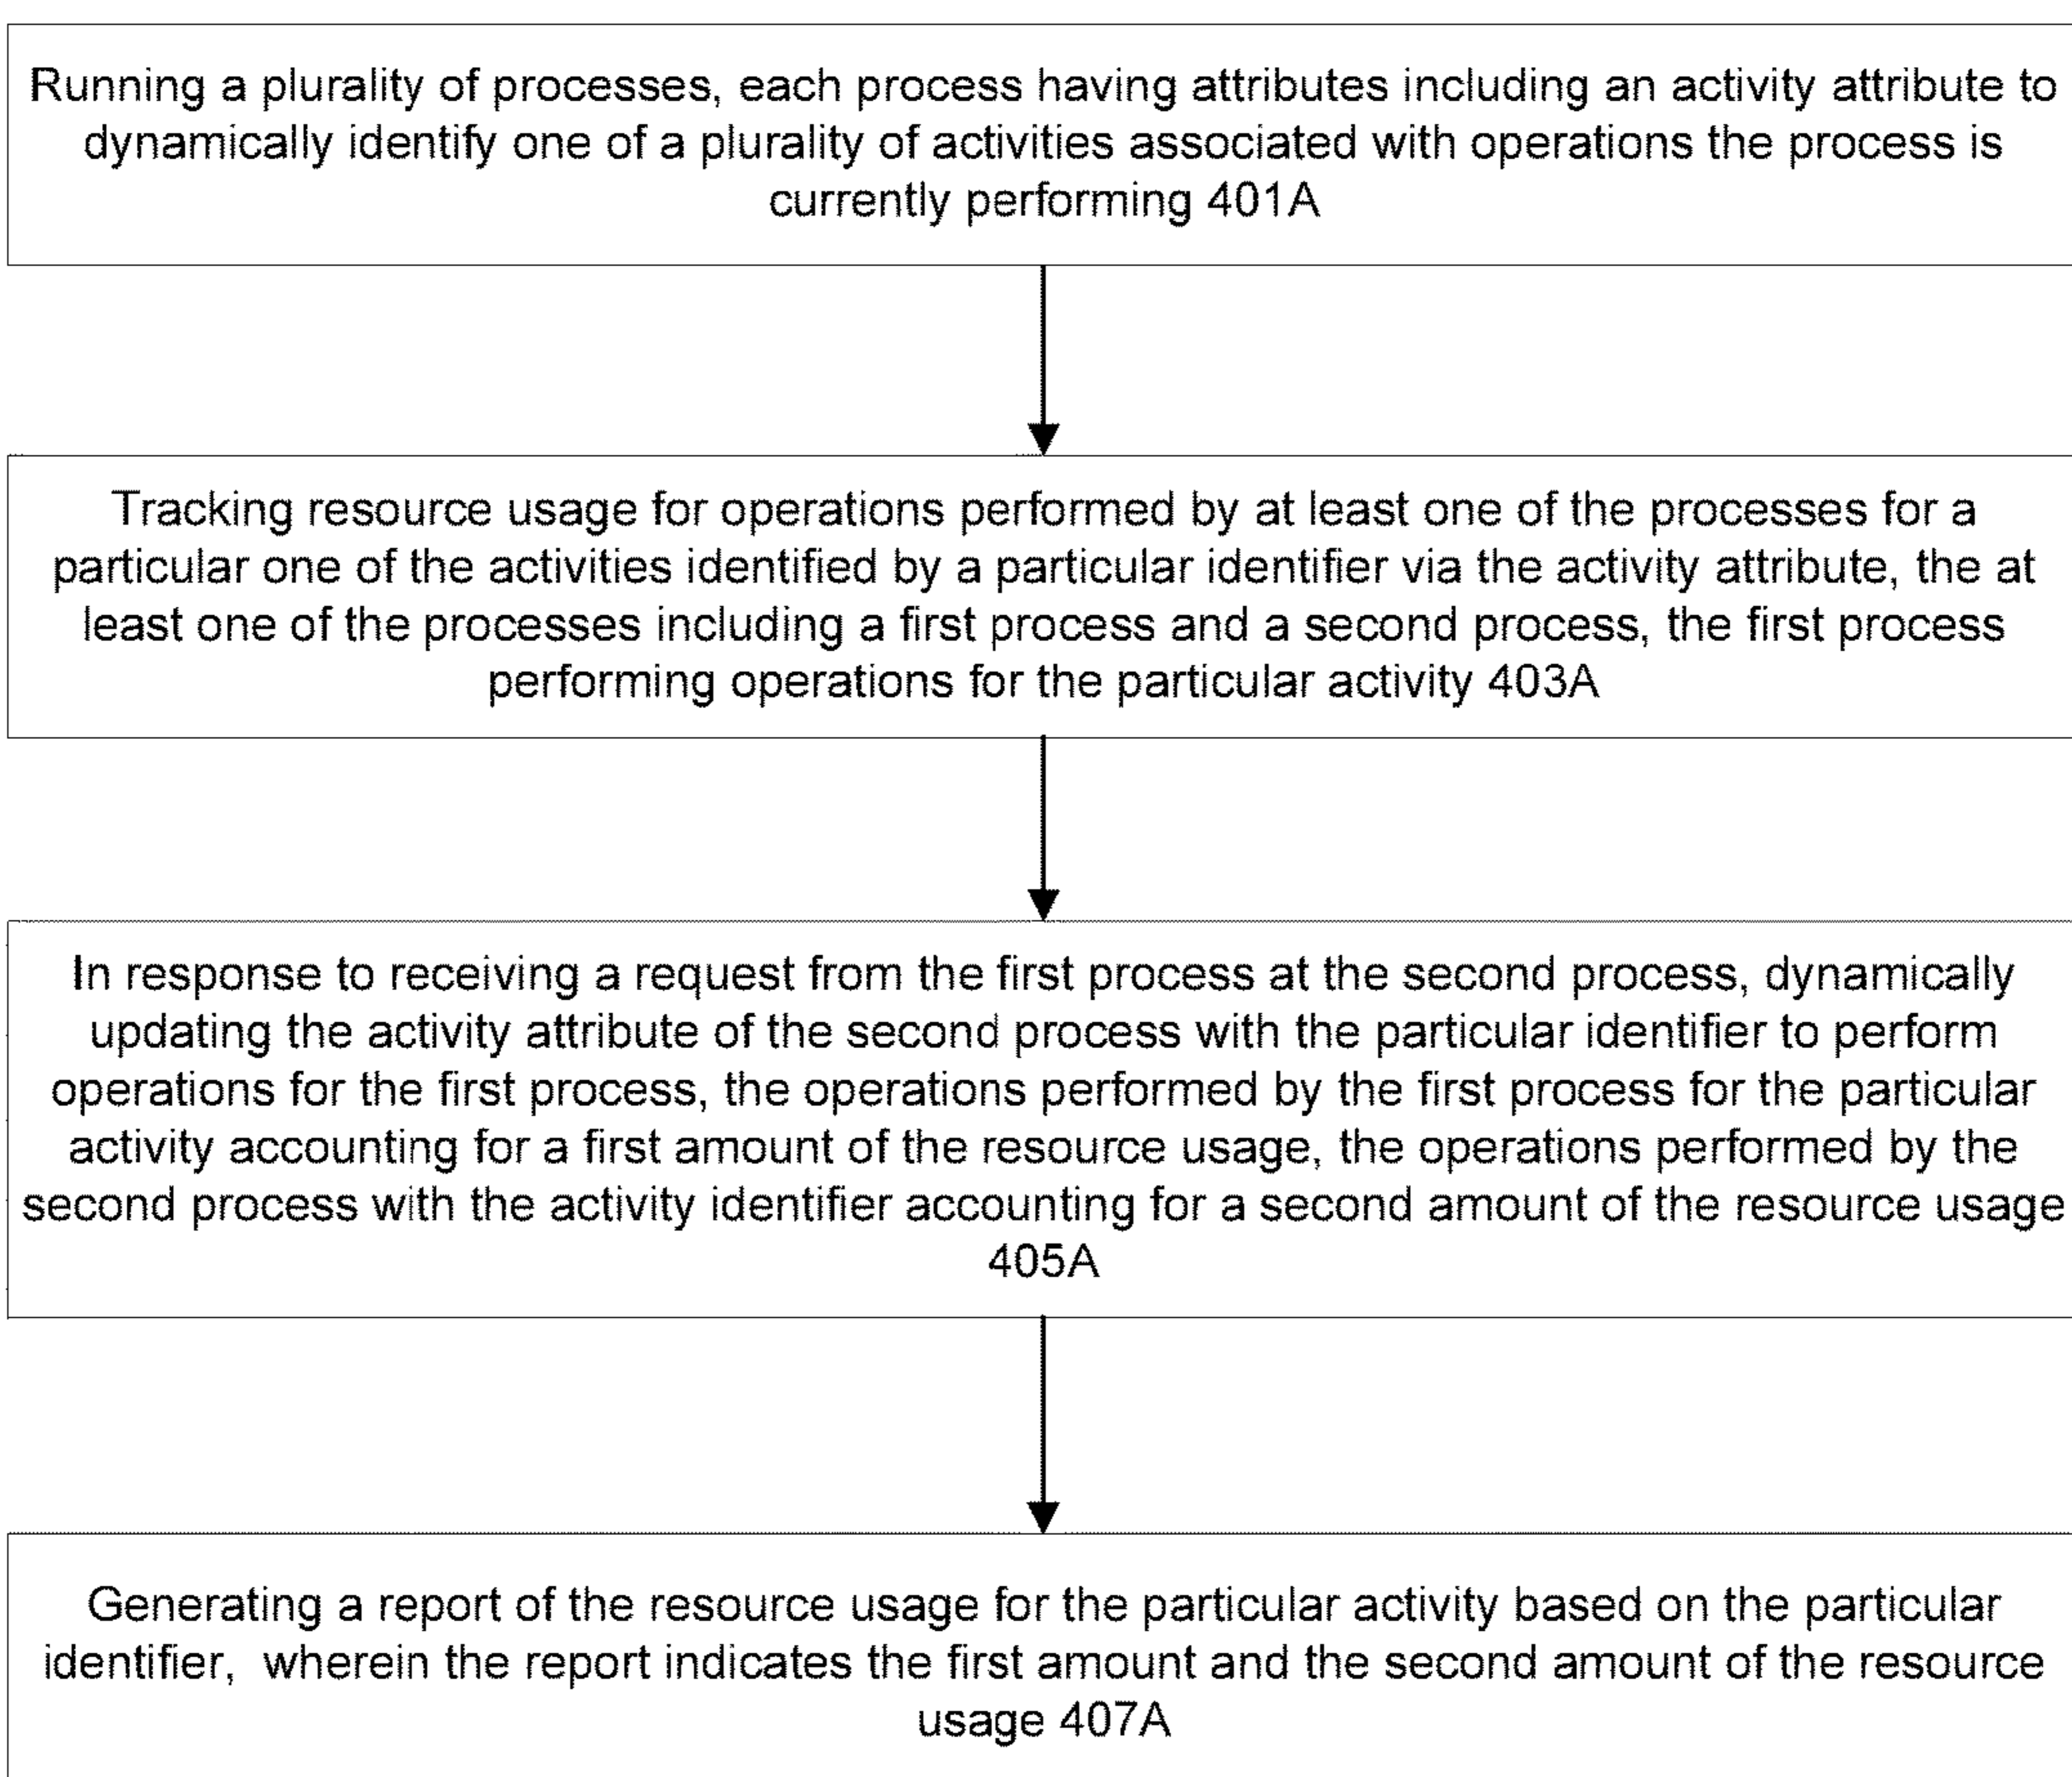 Running a plurality of processes, each process having attributes including an activity attribute to
dynamically identify one of a plurality of activities associated with operations the process is
currently performing 401A
Tracking resource usage for operations performed by at least one of the processes for a
particular one of the activities identified by a particular identifier via the activity attribute, the at
least one of the processes including a first process and a second process, the first process
performing operations for the particular activity 403A
In response to receiving a request from the first process at the second process, dynamically
updating the activity attribute of the second process with the particular identifier to perform
operations for the first process, the operations performed by the first process for the particular
activity accounting for a first amount of the resource usage, the operations performed by the
second process with the activity identifier accounting for a second amount of the resource usage
405A
Generating a report of the resource usage for the particular activity based on the particular
identifier,  wherein the report indicates the first amount and the second amount of the resource
usage 407A